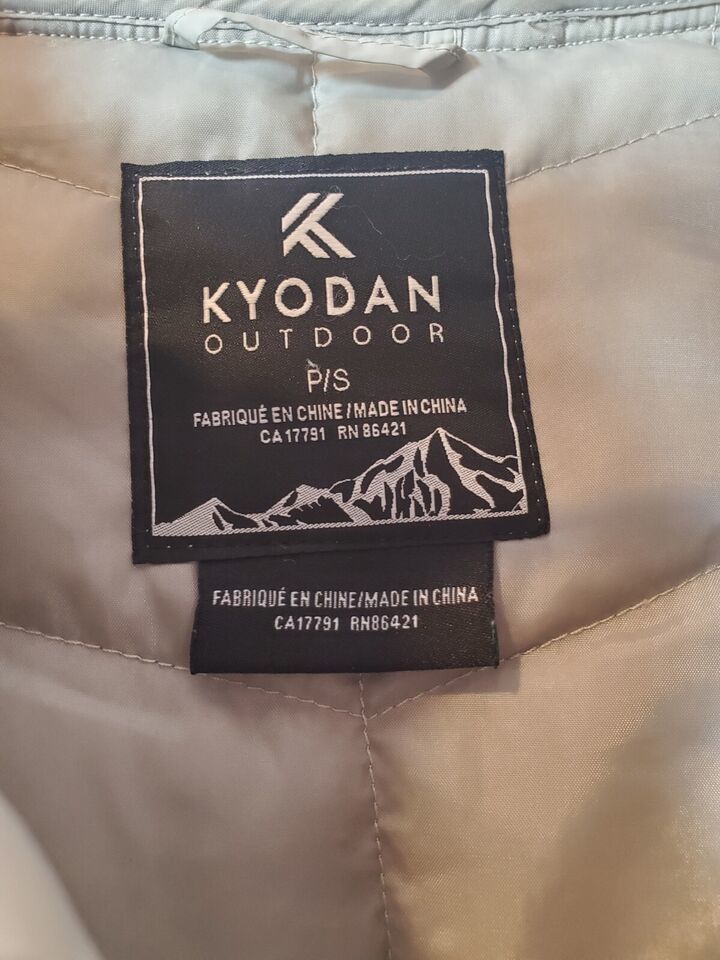 KYODAN
OUTDOOR
P/S
FABRIQUÉ EN CHINE/MADE IN CHINA
CA17791 RN 86421
FABRIQUÉ EN CHINE/MADE IN CHINA
CA17791 RN86421